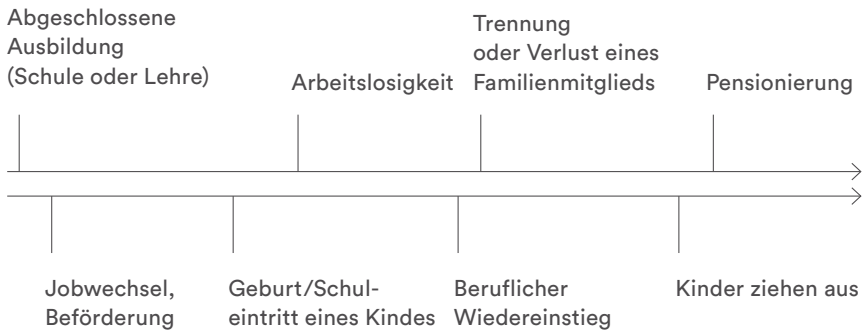 Abgeschlossene
Ausbildung
(Schule oder Lehre)
Arbeitslosigkeit
Trennung
oder Verlust eines
Familienmitglieds
Pensionierung
Jobwechsel,
Beförderung
Geburt/Schul-
eintritt eines Kindes
Beruflicher
Wiedereinstieg
Kinder ziehen aus